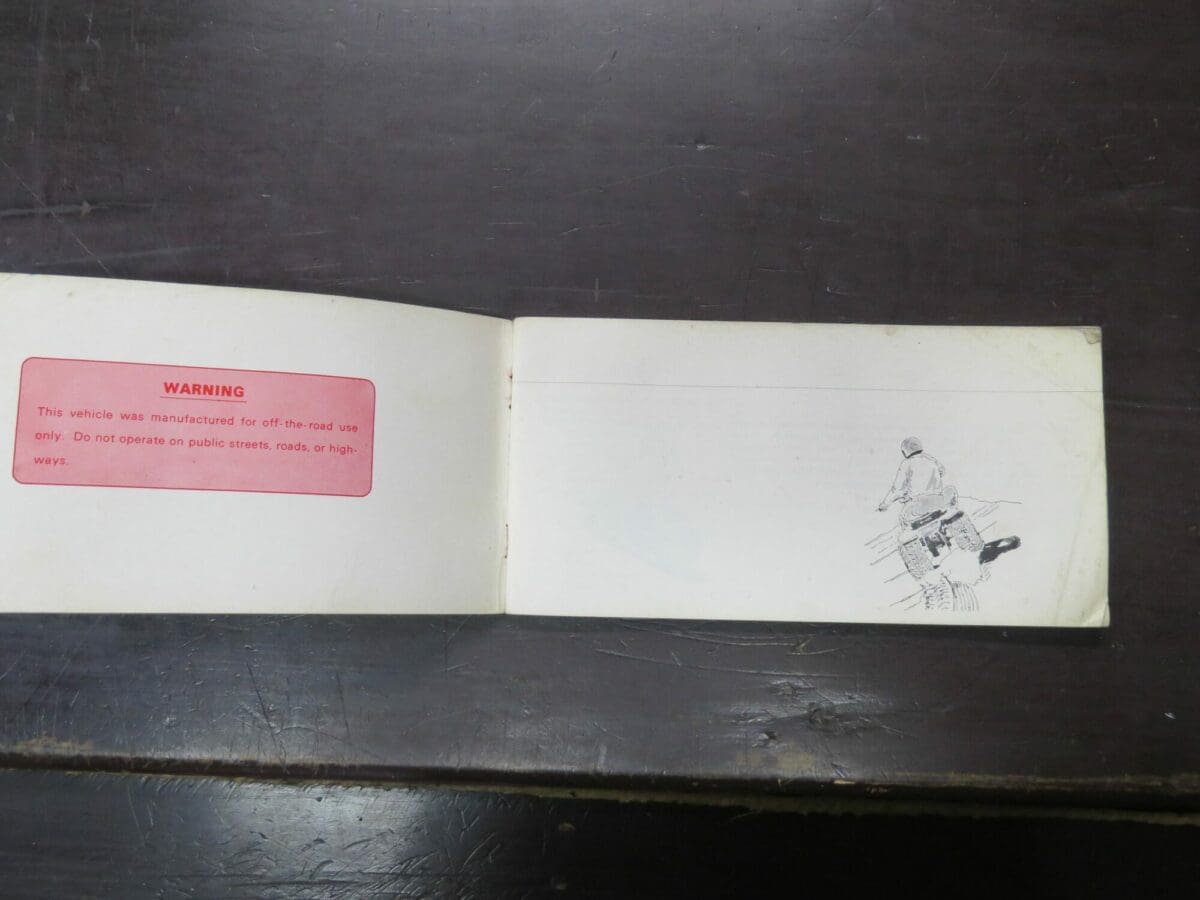 WARNING
This vehicle was manufactured for off-the-road use
only. Do not operate on public streets, roads, or high-
ways.